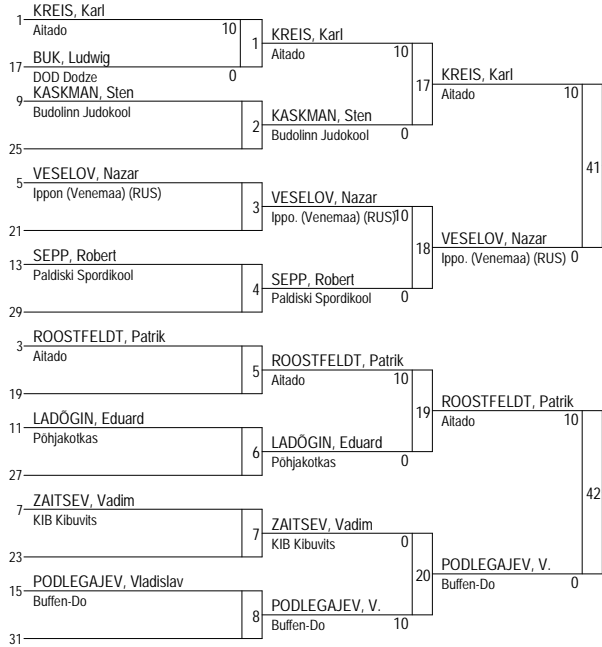 KREIS, Karl
1
Aitado 10
1
BUK, Ludwig
17
DOD Dodze 0
KREIS, Karl
Aitado 10
KASKMAN, Sten
9
Budolinn Judokool
2
25
KASKMAN, Sten
Budolinn Judokool 0
17
KREIS, Karl
Aitado 10
VESELOV, Nazar
5
Ippon (Venemaa) (RUS)
3
21
VESELOV, Nazar
Ippo. (Venemaa) (RUS) 10
SEPP, Robert
13
Paldiski Spordikool
4
29
SEPP, Robert
Paldiski Spordikool 0
18
VESELOV, Nazar
Ippo. (Venemaa) (RUS) 0
41
ROOSTFELDT, Patrik
3
Aitado
5
19
ROOSTFELDT, Patrik
Aitado 10
LADÕGIN, Eduard
11
Põhjakotkas
6
27
LADÕGIN, Eduard
Põhjakotkas 0
19
ROOSTFELDT, Patrik
Aitado 10
ZAITSEV, Vadim
7
KIB Kibuvits
7
23
ZAITSEV, Vadim
KIB Kibuvits 0
PODLEGAJEV, Vladislav
15
Buffen-Do
8
31
PODLEGAJEV, V.
Buffen-Do 10
20
PODLEGAJEV, V.
Buffen-Do 0
42